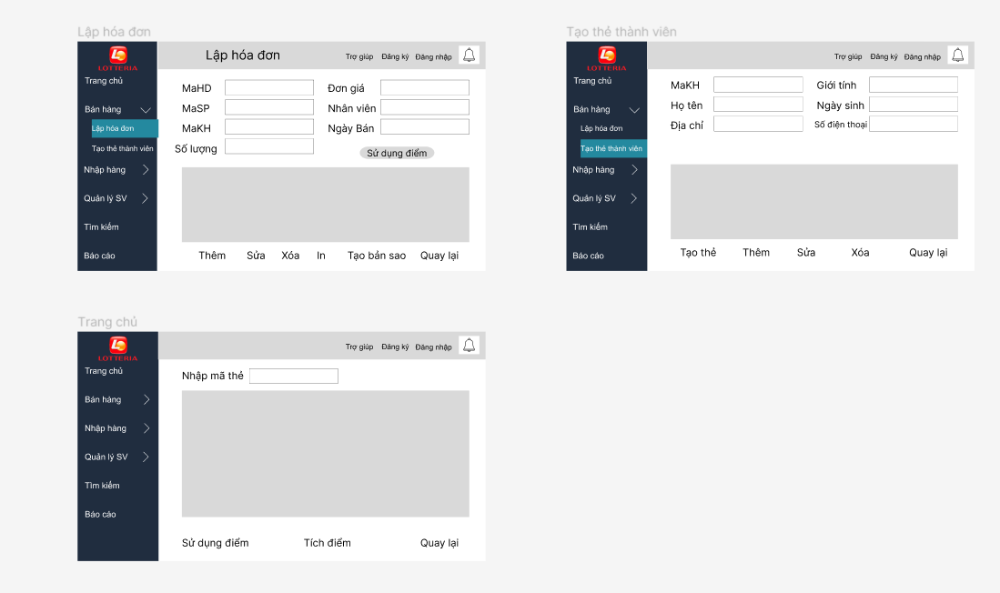 Lập hóa đơn
LOTTERIA
Trang chủ
Bán hàng
Lập hóa đơn
Tạo thẻ thành viên
Nhập hàng
Quản lý SV
Tìm kiếm
Báo cáo
Lập hóa đơn
Trợ giúp Đăng ký Đăng nhập
MaHD Đơn giá
MaSP Nhân viên
MaKH Ngày Bán
Số lượng
Sử dụng điểm
Thêm Sửa Xóa In Tạo bản sao Quay lại
Tạo thẻ thành viên
LOTTERIA
Trang chủ
Bán hàng
Lập hóa đơn
Tạo thẻ thành viên
Nhập hàng
Quản lý SV
Tìm kiếm
Báo cáo
Trợ giúp Đăng ký Đăng nhập
MaKH Giới tính
Họ tên Ngày sinh
Địa chỉ Số điện thoại
Tạo thẻ Thêm Sửa Xóa Quay lại
Trang chủ
LOTTERIA
Trang chủ
Bán hàng
Nhập hàng
Quản lý SV
Tìm kiếm
Báo cáo
Trợ giúp Đăng ký Đăng nhập
Nhập mã thẻ
Sử dụng điểm Tích điểm Quay lại